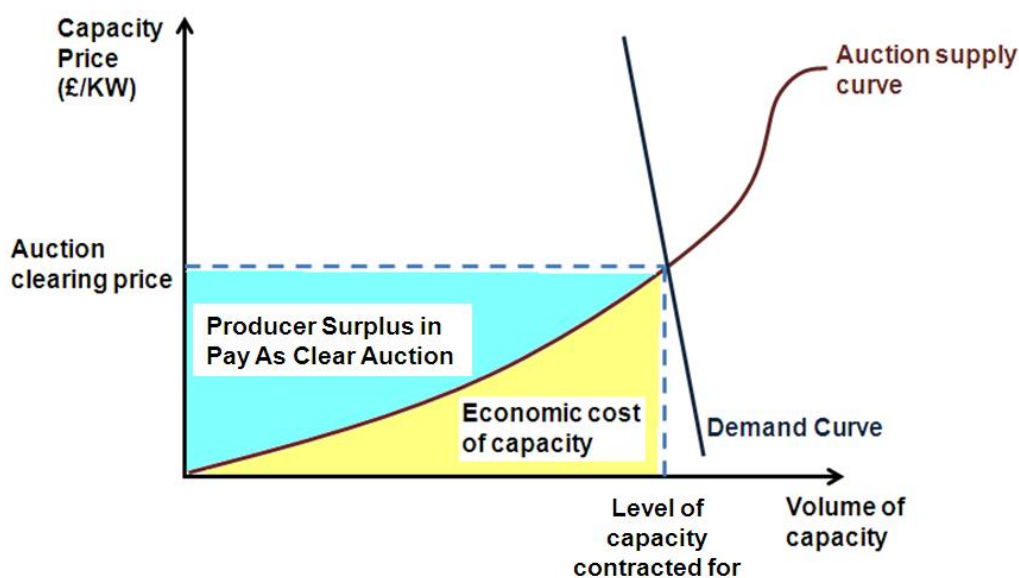 Capacity
Price
(£/KW)
Auction supply
curve
Auction
clearing price
Producer Surplus in
Pay As Clear Auction
Economic cost
of capacity
Demand Curve
Level of
capacity
contracted for
Volume of
capacity